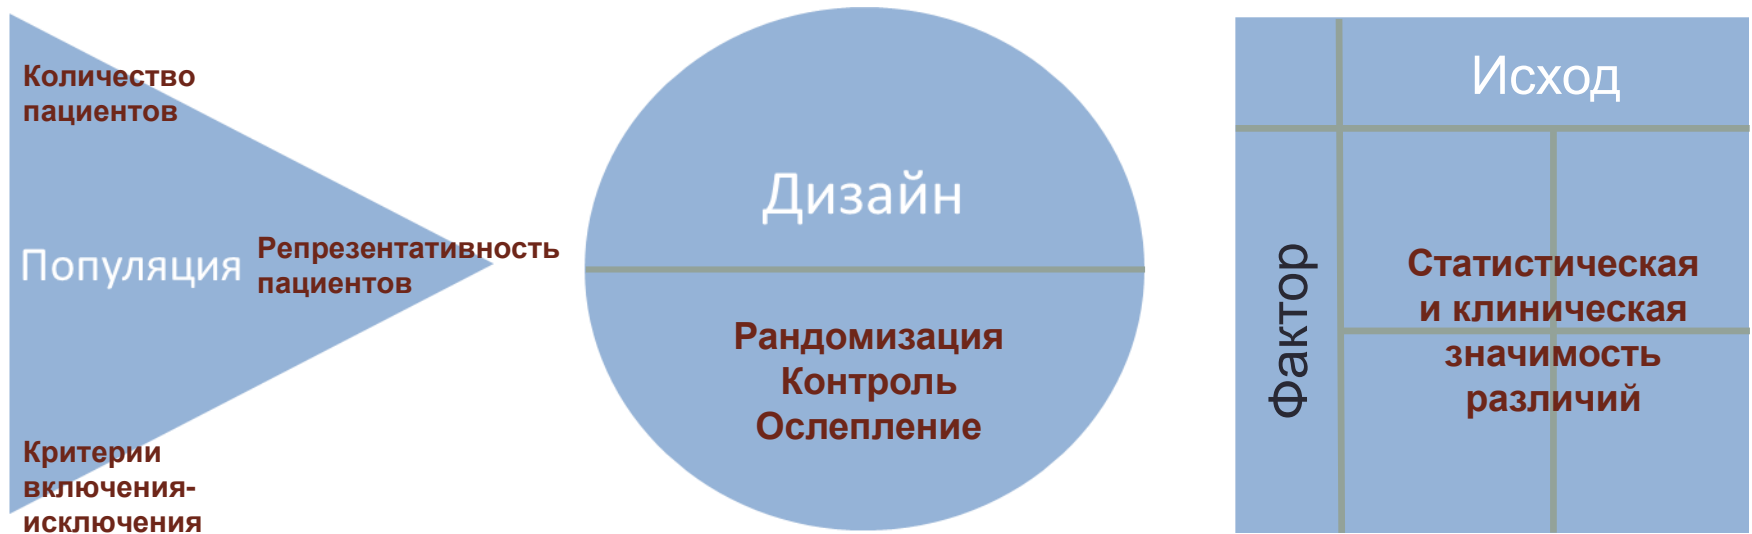 Количество
пациентов
Популяция
Репрезентативность
пациентов
Критерии
включения-
исключения
Дизайн
Рандомизация
Контроль
Ослепление
Исход
Фактор
Статистическая
и клиническая
значимость
различий